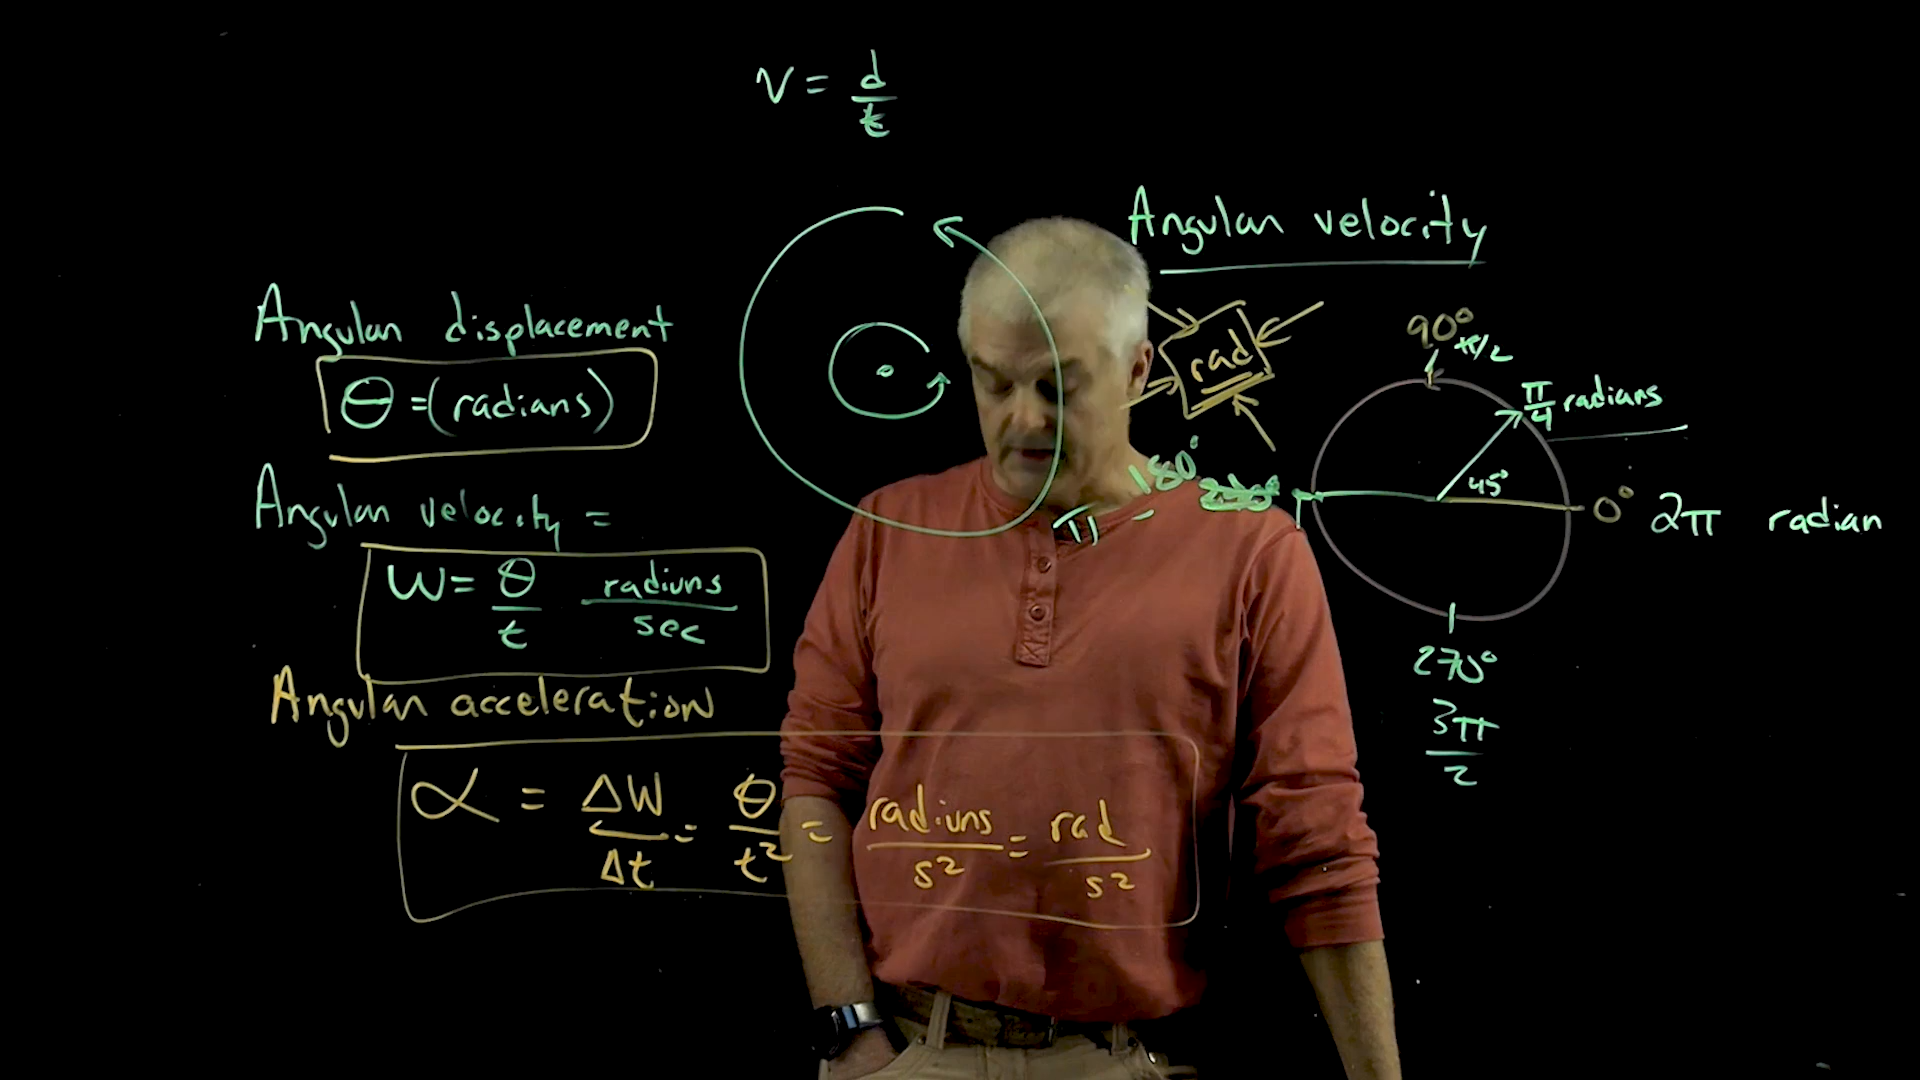 v = d/t
Angular velocity
Angular displacement
θ = (radians)
Angular velocity =
ω = θ/t radians/sec
Angular acceleration
α = Δω/Δt = θ/t² = radians/s² = rad/s²
rad
90°
π/2
π/4 radians
45°
180°
π
0° 2π radian
270°
3π/2